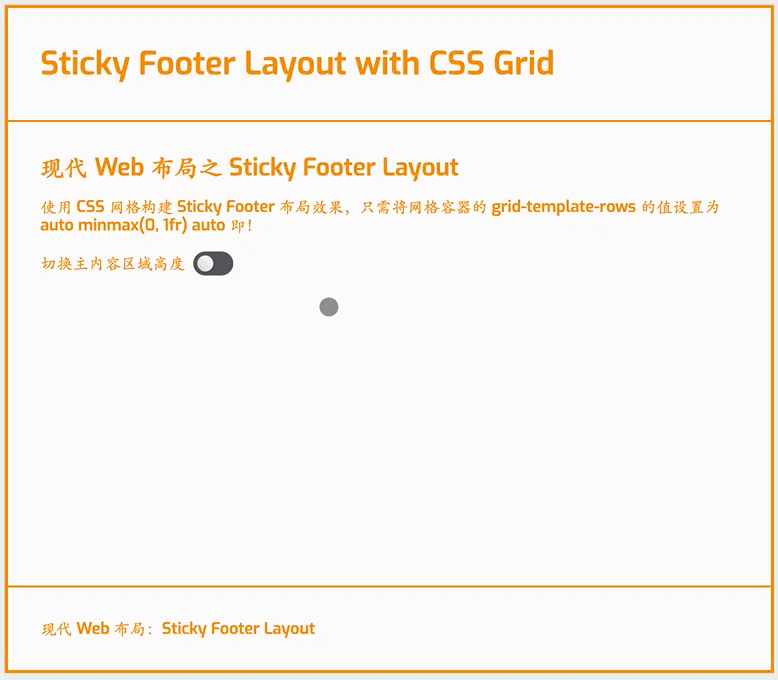 Sticky Footer Layout with CSS Grid
现代 Web 布局之 Sticky Footer Layout
使用 CSS 网格构建 Sticky Footer 布局效果，只需将网格容器的 grid-template-rows 的值设置为
auto minmax(0, 1fr) auto 即！
切换主内容区域高度
现代 Web 布局：Sticky Footer Layout